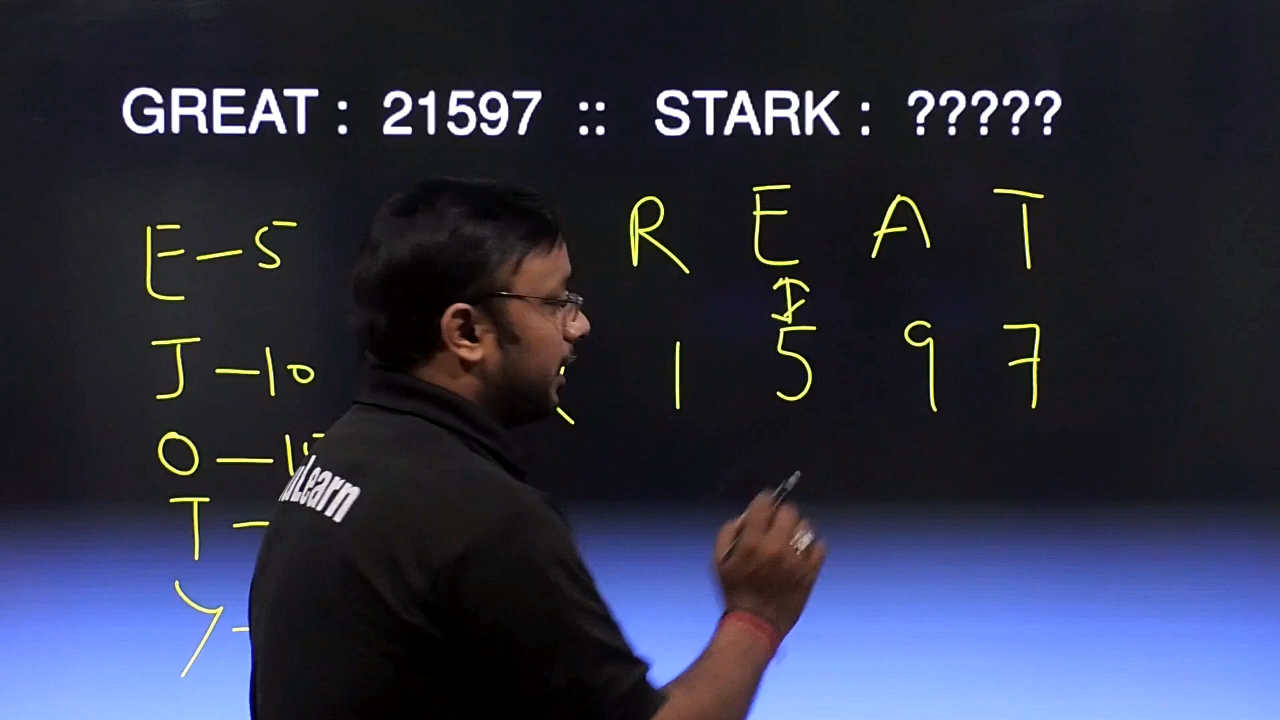 GREAT : 21597 :: STARK : ?????
R E A T
E - 5
1 5 9 7
J - 10
O -
T -
Learn
Y -